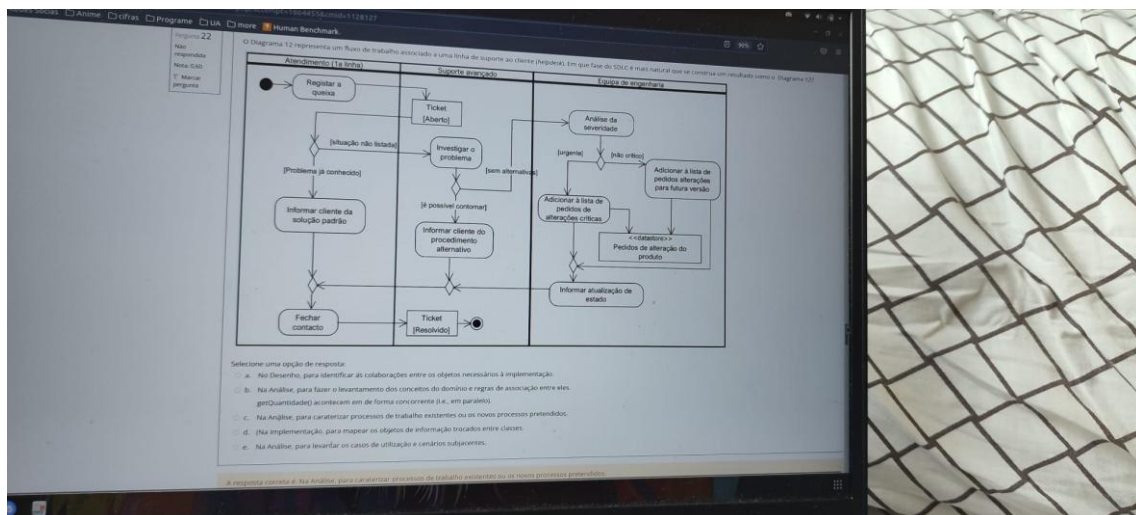 Anime Cifras Programe UA more Human Benchmark.
90%
Pergunta 22
Não
respondida
Nota: 0,60
Marcar
pergunta
O Diagrama 12 representa um fluxo de trabalho associado a uma linha de suporte ao cliente (helpdesk). Em que fase do SDLC é mais natural que se construa um resultado como o Diagrama 12?
Atendimento (1a linha)
Suporte avançado
Equipa de engenharia
Registar a
queixa
Ticket
[Aberto]
Análise da
severidade
[situação não listada]
Investigar o
problema
[sem alternativas]
[urgente]
[não crítico]
Adicionar à lista de
pedidos alterações
para futura versão
[Problema já conhecido]
[é possível contornar]
Informar cliente da
solução padrão
Informar cliente do
procedimento
alternativo
Adicionar à lista de
pedidos de
alterações críticas
<<datastore>>
Pedidos de alteração do
produto
Informar atualização de
estado
Fechar
contacto
Ticket
[Resolvido]
Selecione uma opção de resposta:
a. No Desenho, para identificar as colaborações entre os objetos necessários à implementação.
b. Na Análise, para fazer o levantamento dos conceitos do domínio e regras de associação entre eles.
getQuantidade() acontecem em de forma concorrente (i.e., em paralelo).
c. Na Análise, para caraterizar processos de trabalho existentes ou os novos processos pretendidos.
d. (Na implementação, para mapear os objetos de informação trocados entre classes
e. Na Análise, para levantar os casos de utilização e cenários subjacentes.
A resposta correta é: Na Análise, para caraterizar processos de trabalho existentes ou os novos processos pretendidos.